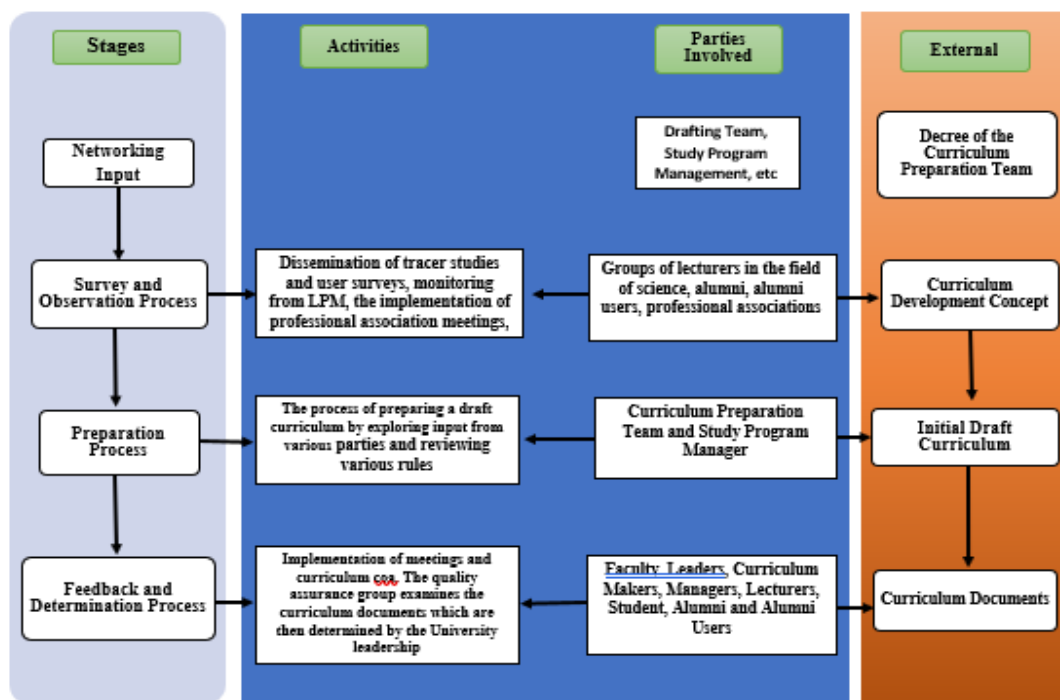 Stages
Activities
Parties
Involved
External
Networking
Input
Drafting Team,
Study Program
Management, etc
Decree of the
Curriculum
Preparation Team
Survey and
Observation Process
Dissemination of tracer studies
and user surveys, monitoring
from LPM, the implementation of
professional association meetings,
Groups of lecturers in the field
of science, alumni, alumni
users, professional associations
Curriculum
Development Concept
Preparation
Process
The process of preparing a draft
curriculum by exploring input from
various parties and reviewing
various rules
Curriculum Preparation
Team and Study Program
Manager
Initial Draft
Curriculum
Feedback and
Determination Process
Implementation of meetings and
curriculum coa. The quality
assurance group examines the
curriculum documents which are
then determined by the University
leadership
Faculty Leaders, Curriculum
Makers, Managers, Lecturers,
Student, Alumni and Alumni
Users
Curriculum Documents